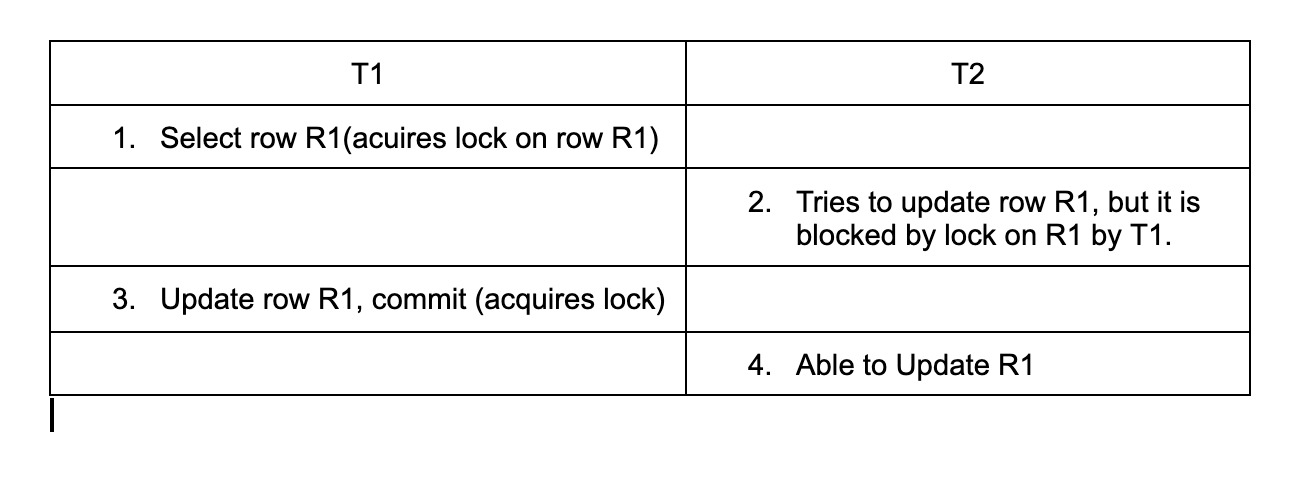 T1 T2
1. Select row R1(acuires lock on row R1)
2. Tries to update row R1, but it is
blocked by lock on R1 by T1.
3. Update row R1, commit (acquires lock)
4. Able to Update R1